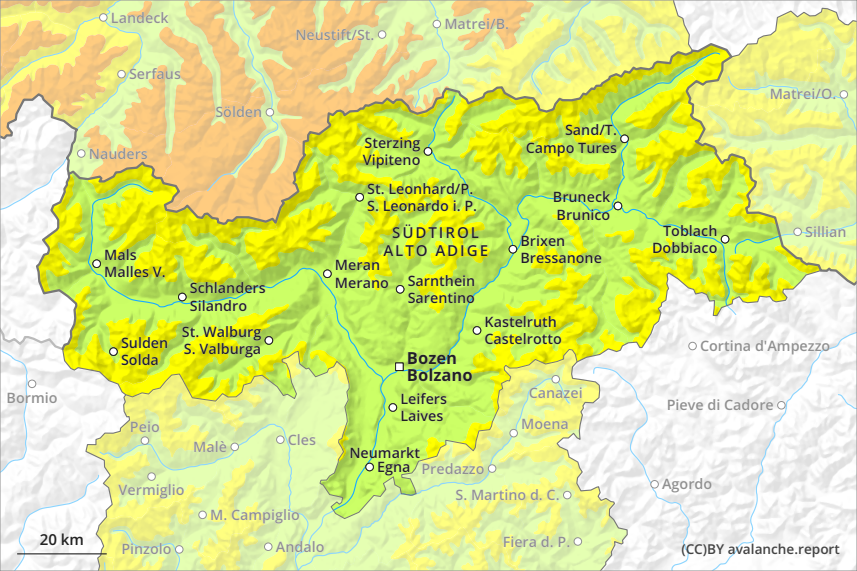 Landeck
Matrei/B.
Neustift/St.
Serfaus
Matrei/O.
Sölden
Sand/T.
Campo Tures
Sterzing
Vipiteno
Nauders
St. Leonhard/P.
S. Leonardo i. P.
Bruneck
Brunico
SÜDTIROL
ALTO ADIGE
Toblach
Dobbiaco
Sillian
Brixen
Bressanone
Mals
Malles V.
Meran
Merano
Sarnthein
Sarentino
Schlanders
Silandro
Kastelruth
Castelrotto
St. Walburg
S. Valburga
Sulden
Solda
Cortina d'Ampezzo
Bozen
Bolzano
Bormio
Canazei
Leifers
Laives
Pieve di Cadore
Peio
Moena
Cles
Malè
Neumarkt
Egna
Predazzo
Vermiglio
Agordo
S. Martino d. C.
M. Campiglio
20 km
Pinzolo
Andalo
Fiera d. P.
(CC)BY avalanche.report